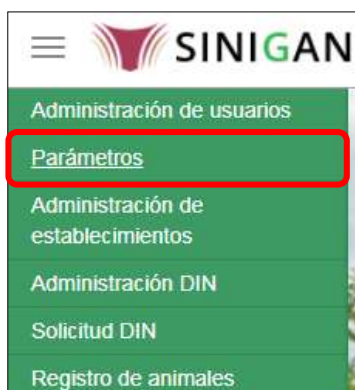 SINIGAN
Administración de usuarios
Parámetros
Administración de
establecimientos
Administración DIN
Solicitud DIN
Registro de animales